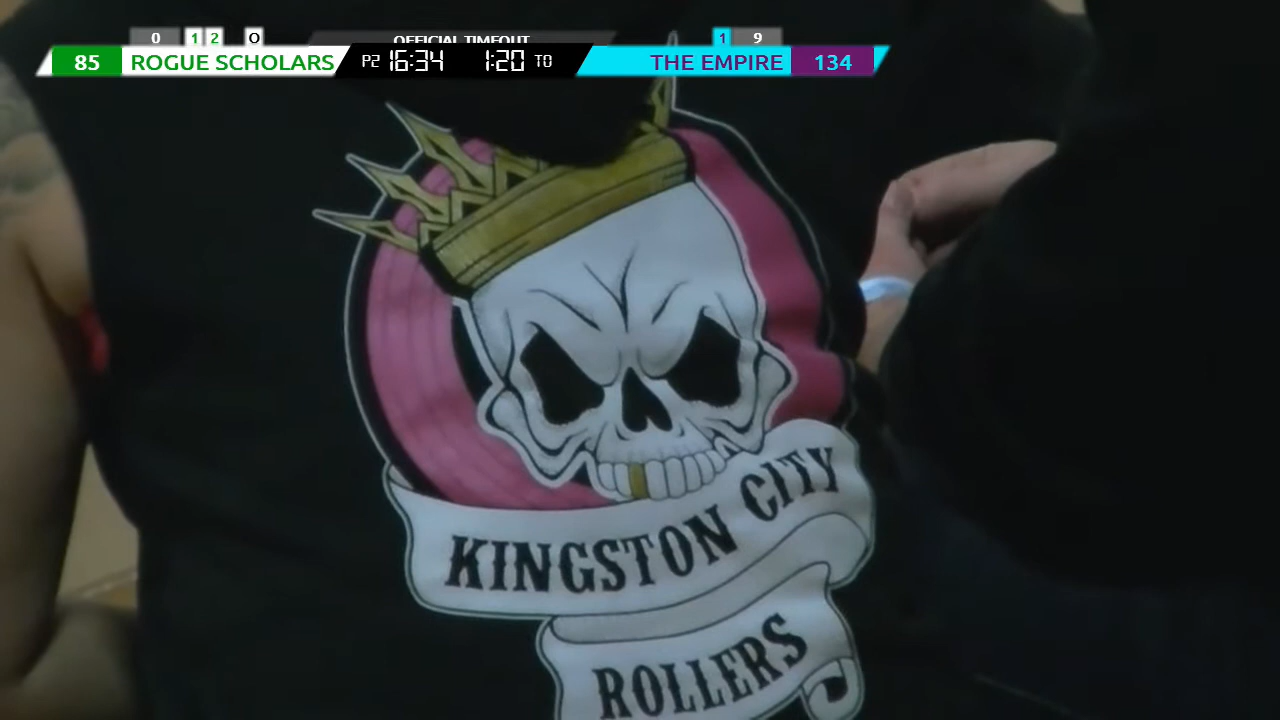 0 1 2 O OFFICIAL TIMEOUT 1 9
85 ROGUE SCHOLARS P2 16:34 1:20 TO THE EMPIRE 134
KINGSTON CITY
ROLLERS